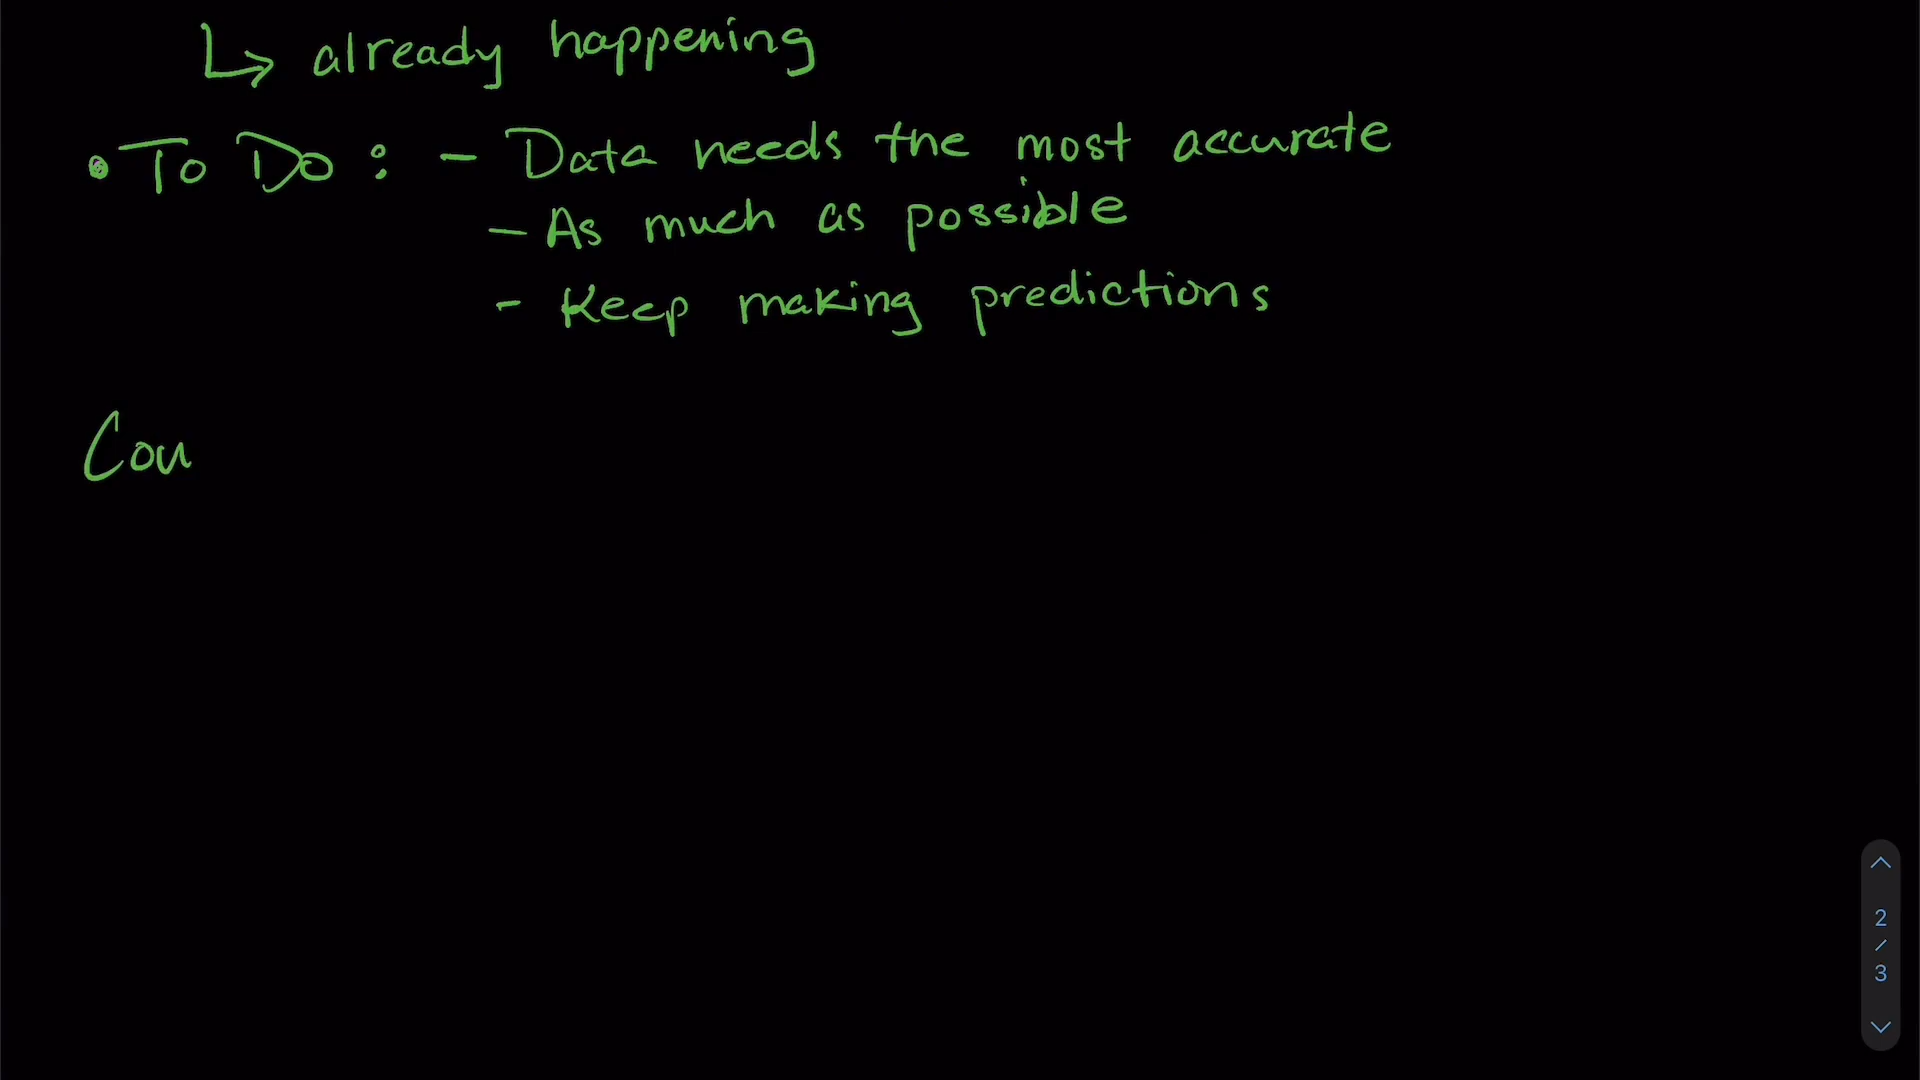 ↳ already happening
• To Do : - Data needs the most accurate
- As much as possible
- Keep making predictions
Cou
2
/
3